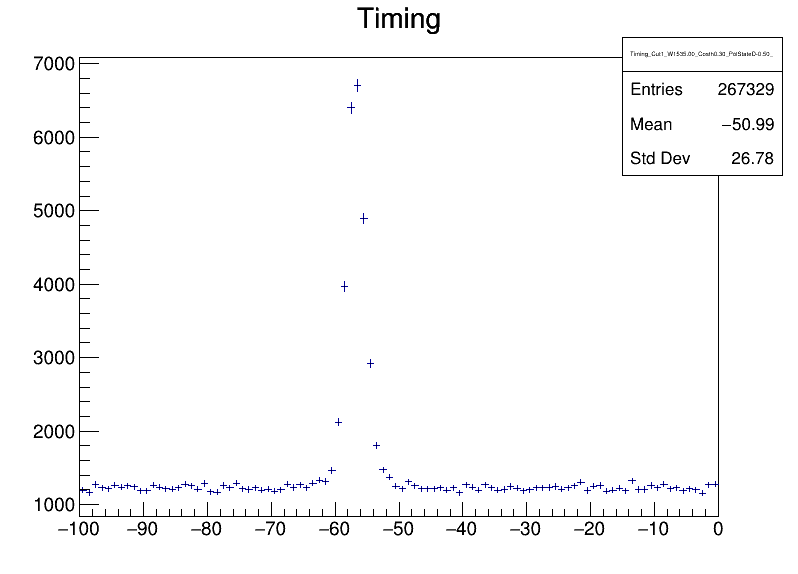 Timing
Timing_Cut1_W1535.00_Costh0.30_PolStateD-0.50_
Entries 267329
Mean −50.99
Std Dev 26.78
7000
6000
5000
4000
3000
2000
1000
−100 −90 −80 −70 −60 −50 −40 −30 −20 −10 0